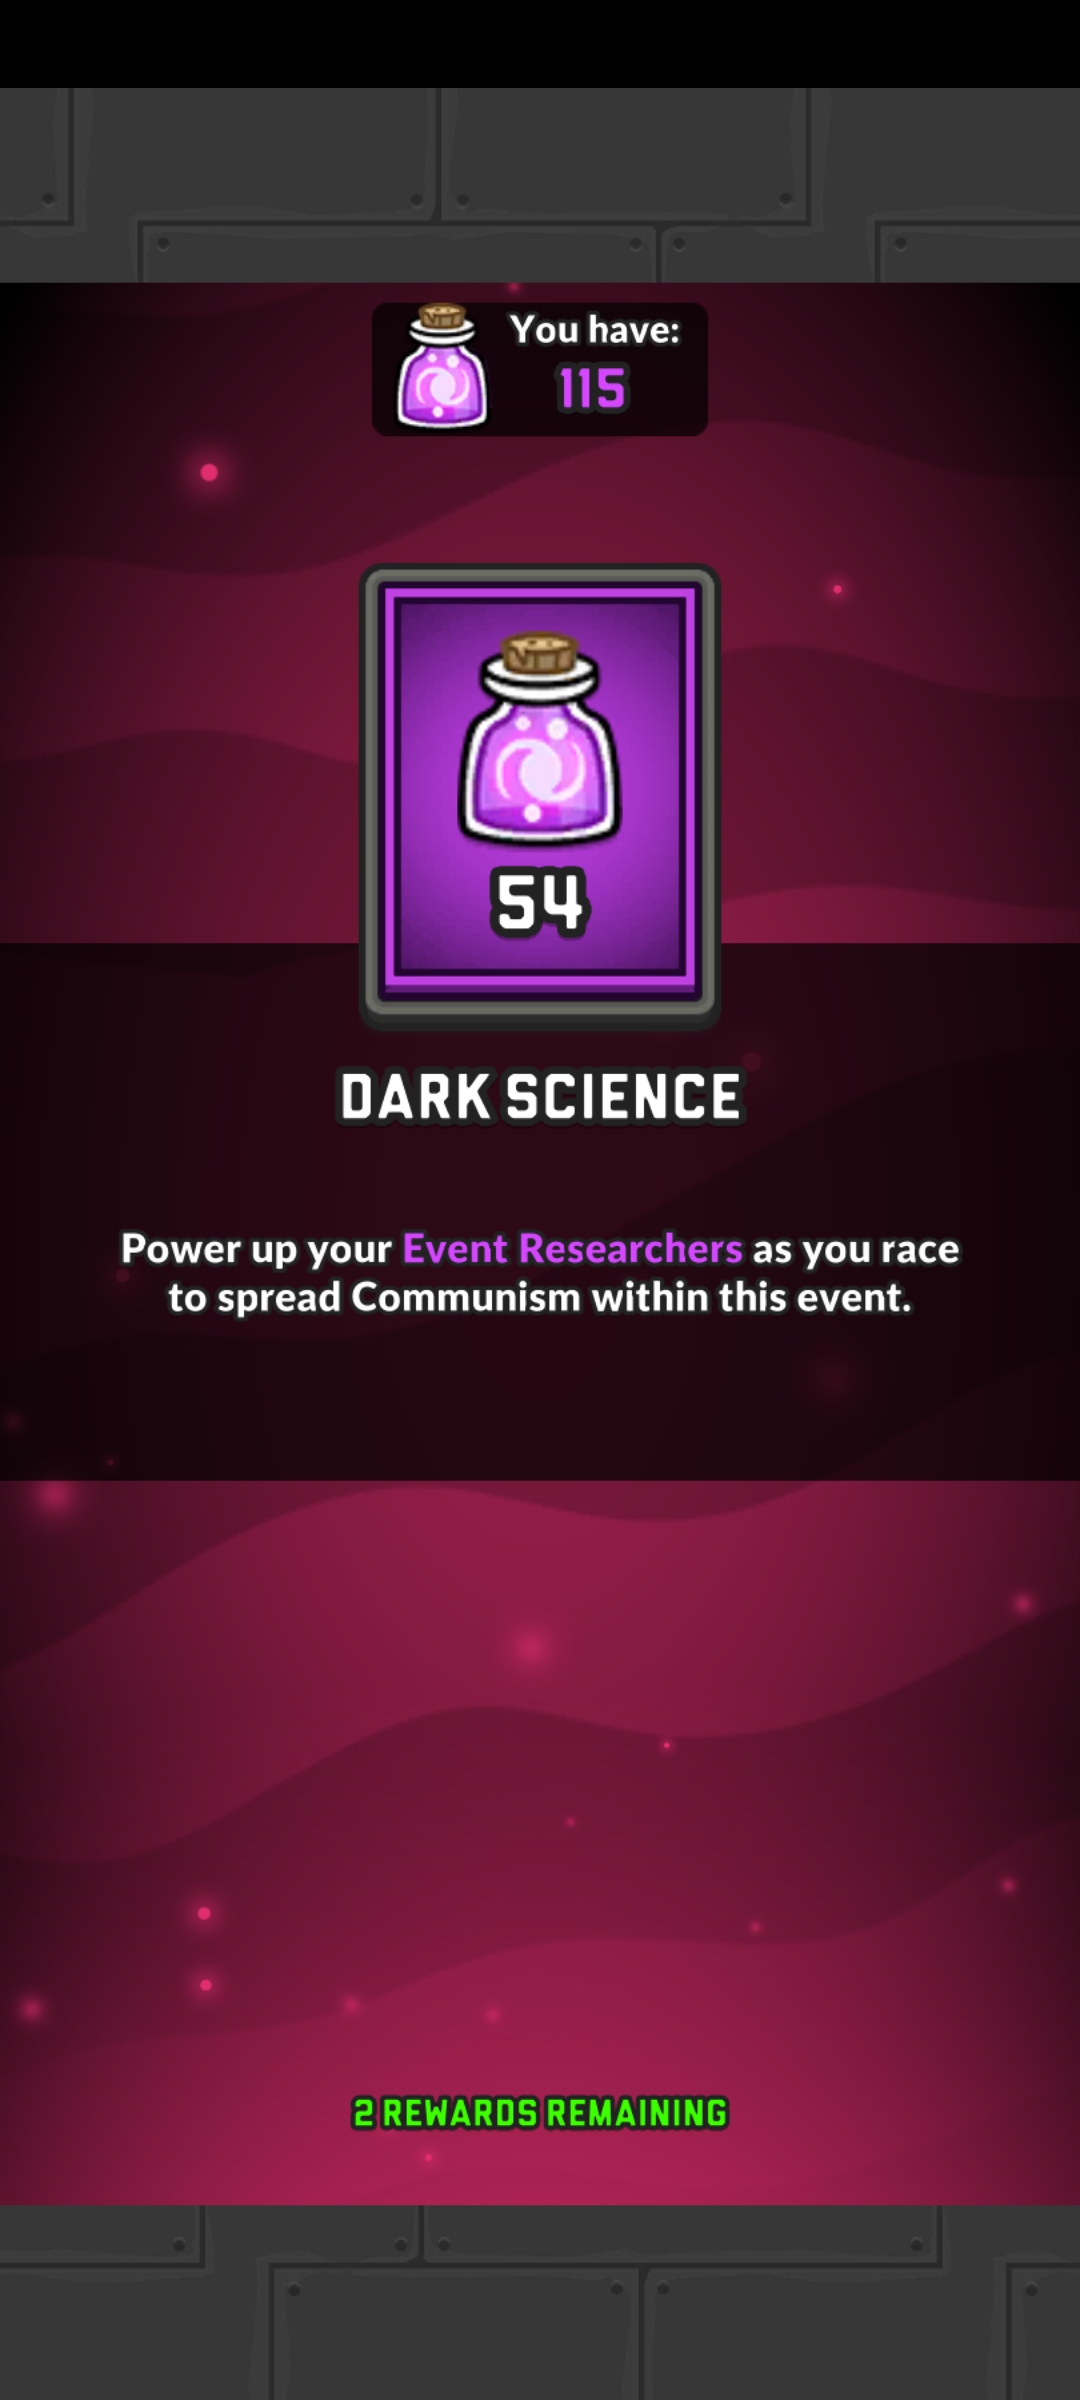 You have:
115
54
DARK SCIENCE
Power up your Event Researchers as you race
to spread Communism within this event.
2 REWARDS REMAINING